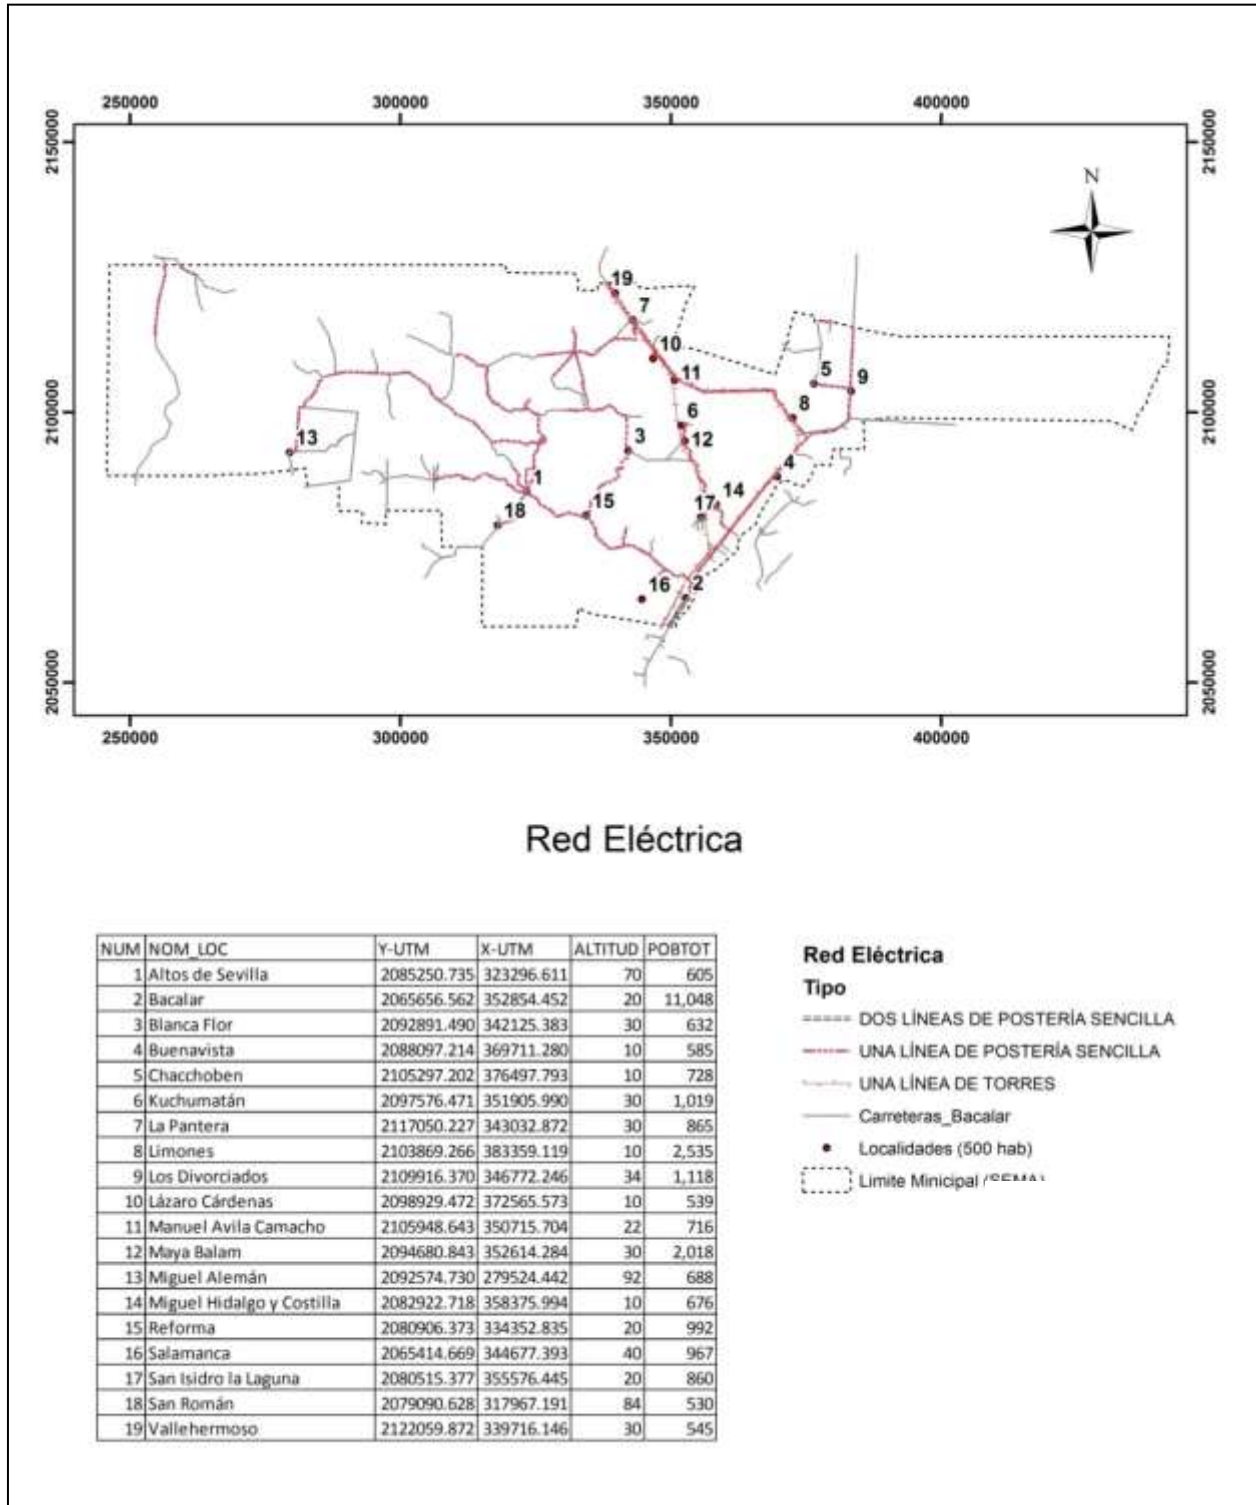 250000 300000 350000 400000
2150000 2150000
N
19
7
10
11
5
9
8
6
2100000 2100000
12
3
13
4
1
14
15
17
18
16
2
2050000 2050000
250000 300000 350000 400000
Red Eléctrica
NUM NOM_LOC Y-UTM X-UTM ALTITUD POBTOT
1 Altos de Sevilla 2085250.735 323296.611 70 605
2 Bacalar 2065656.562 352854.452 20 11,048
3 Blanca Flor 2092891.490 342125.383 30 632
4 Buenavista 2088097.214 369711.280 10 585
5 Chacchoben 2105297.202 376497.793 10 728
6 Kuchumatán 2097576.471 351905.990 30 1,019
7 La Pantera 2117050.227 343032.872 30 865
8 Limones 2103869.266 383359.119 10 2,535
9 Los Divorciados 2109916.370 346772.246 34 1,118
10 Lázaro Cárdenas 2098929.472 372565.573 10 539
11 Manuel Avila Camacho 2105948.643 350715.704 22 716
12 Maya Balam 2094680.843 352614.284 30 2,018
13 Miguel Alemán 2092574.730 279524.442 92 688
14 Miguel Hidalgo y Costilla 2082922.718 358375.994 10 676
15 Reforma 2080906.373 334352.835 20 992
16 Salamanca 2065414.669 344677.393 40 967
17 San Isidro la Laguna 2080515.377 355576.445 20 860
18 San Román 2079090.628 317967.191 84 530
19 Vallehermoso 2122059.872 339716.146 30 545
Red Eléctrica
Tipo
DOS LÍNEAS DE POSTERÍA SENCILLA
UNA LÍNEA DE POSTERÍA SENCILLA
UNA LÍNEA DE TORRES
Carreteras_Bacalar
Localidades (500 hab)
Limite Minicipal